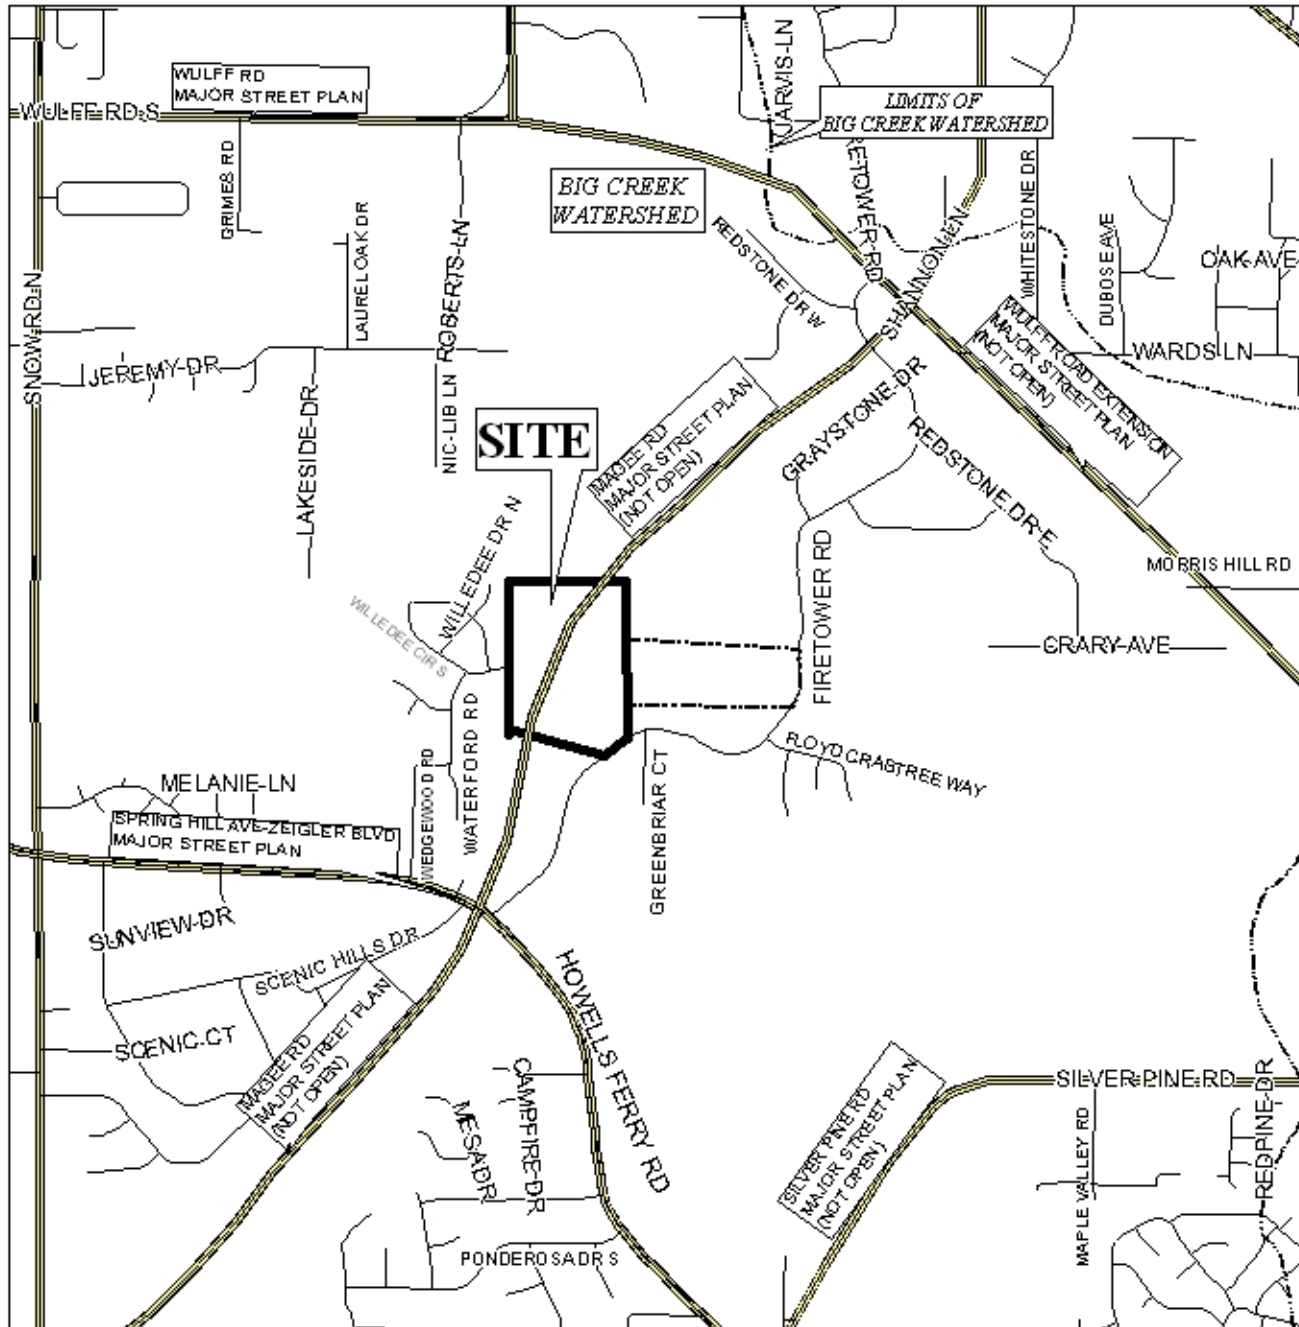 WULFF RD
MAJOR STREET PLAN
WULFF RD S
JARVIS-LN
LIMITS OF
BIG CREEK WATERSHED
RETOWER-RD
GRIMES RD
BIG CREEK
WATERSHED
WHITESTONE DR
LAUREL OAK DR
ROBERTS-LN
REDSTONE DR W
SHANNON-LN
DUBOSE AVE
OAK-AVE
SNOW-RD-N
JEREMY-DR
WULFF ROAD EXTENSION
MAJOR STREET PLAN
(NOT OPEN)
WARDS-LN
LAKESIDE-DR
NIC-LIB LN
SITE
MAGEE RD
MAJOR STREET PLAN
(NOT OPEN)
GRAYSTONE-DR
REDSTONE-DR-E
WILLEDEE DR N
WILLEDEE CIR S
FIRETOWER RD
MORRIS HILL RD
CRARY-AVE
WATERFORD RD
WEDGEWOOD RD
FLOYD CRABTREE WAY
GREENBRIAR CT
MELANIE-LN
SPRING HILL AVE-ZEIGLER BLVD
MAJOR STREET PLAN
SUNVIEW-DR
SCENIC HILLS DR
SCENIC-CT
MAGEE RD
MAJOR STREET PLAN
(NOT OPEN)
HOWELLS FERRY RD
CAMPFIRE-DR
MESA DR
PONDEROSA DR S
SILVER PINE RD
MAJOR STREET PLAN
(NOT OPEN)
SILVER-PINE-RD
MAPLE VALLEY RD
REDPINE-DR